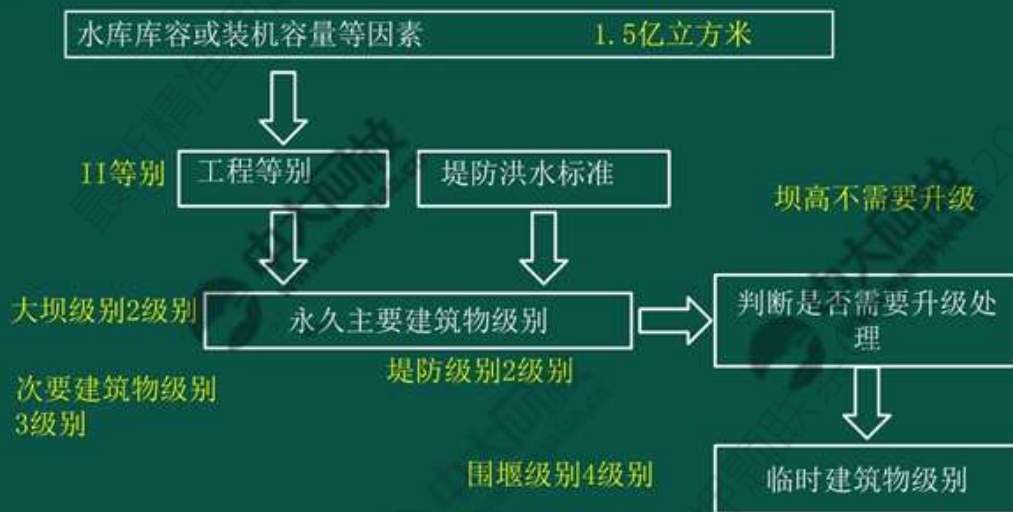 水库库容或装机容量等因素 1.5亿立方米
II等别 工程等别 堤防洪水标准
坝高不需要升级
大坝级别2级别 永久主要建筑物级别
判断是否需要升级处
理
堤防级别2级别
次要建筑物级别
3级别
围堰级别4级别 临时建筑物级别